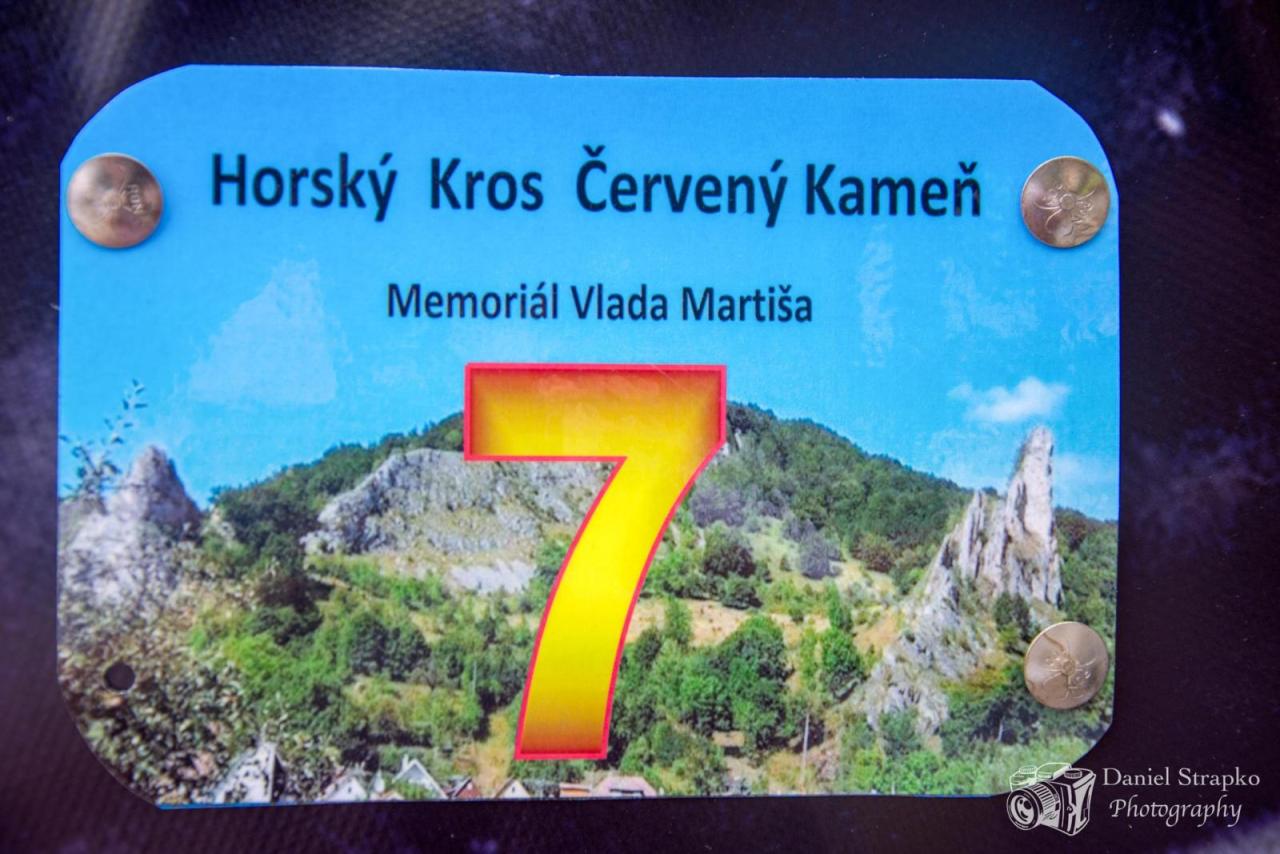 Horský Kros Červený Kameň
Memoriál Vlada Martiša
7
Daniel Strapko
Photography